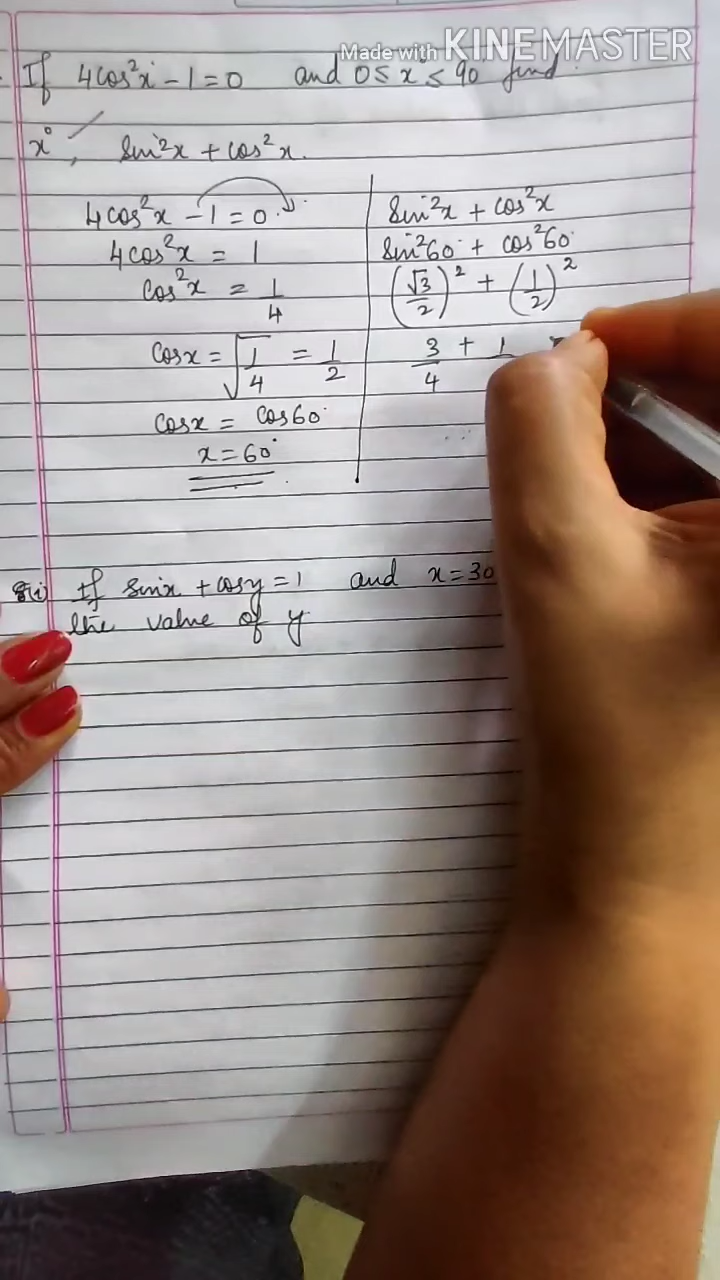 Made with KINEMASTER
If 4cos²x - 1 = 0 and 0 ≤ x ≤ 90° find
x°, sin²x + cos²x.
4cos²x - 1 = 0
4cos²x = 1
cos²x = 1/4
cosx = √1/4 = 1/2
cosx = cos60°
x = 60°
sin²x + cos²x
sin²60° + cos²60°
(√3/2)² + (1/2)²
3/4 + 1
If sinx + cosy = 1 and x = 30
the value of y